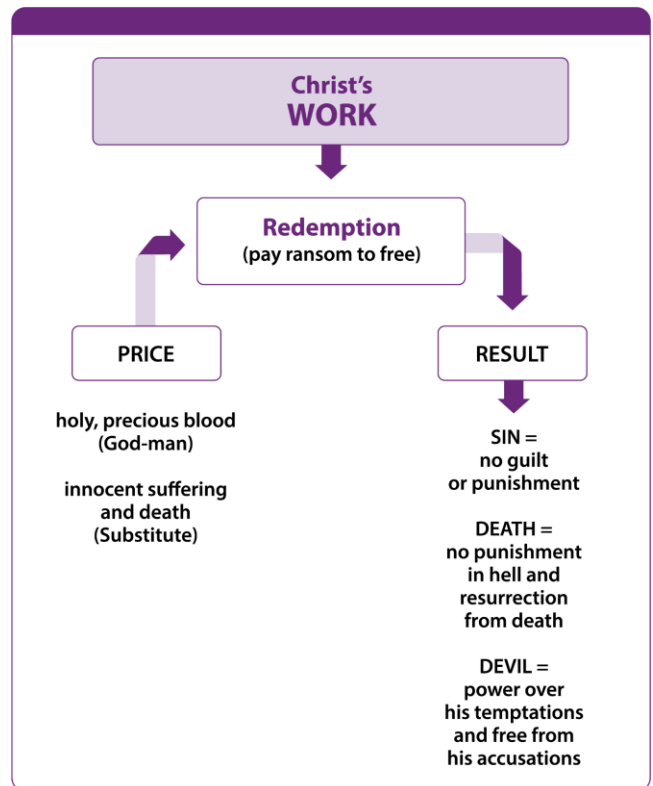 Christ's
WORK
Redemption
(pay ransom to free)
PRICE
holy, precious blood
(God-man)
innocent suffering
and death
(Substitute)
RESULT
SIN =
no guilt
or punishment
DEATH =
no punishment
in hell and
resurrection
from death
DEVIL =
power over
his temptations
and free from
his accusations